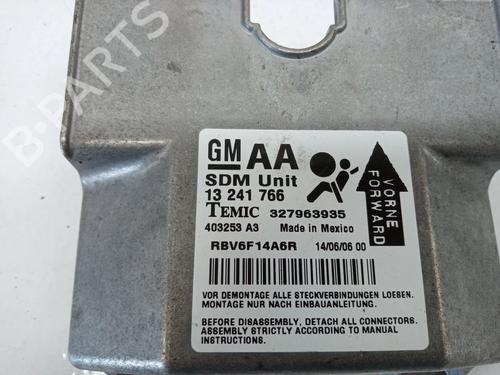 B-PARTS
GM AA
SDM Unit
13 241 766
TEMIC 327963935
403253 A3 Made in Mexico
RBV6F14A6R 14/06/06 00
VORNE
FORWARD
VOR DEMONTAGE ALLE STECKVERBINDUNGEN LOESEN.
MONTAGE NUR NACH EINBAUANLEITUNG.
BEFORE DISASSEMBLY, DETACH ALL CONNECTORS.
ASSEMBLY STRICTLY ACCORDING TO MANUAL
INSTRUCTIONS.